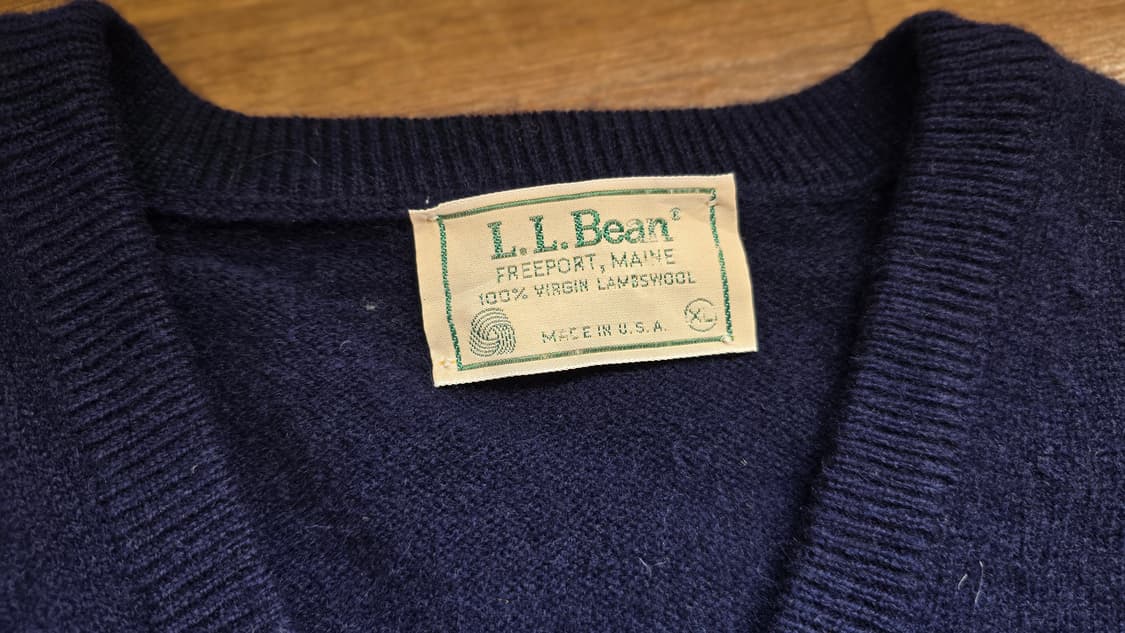 L.L.Bean®
FREEPORT, MAINE
100% VIRGIN LAMBSWOOL
MADE IN U.S.A.
XL